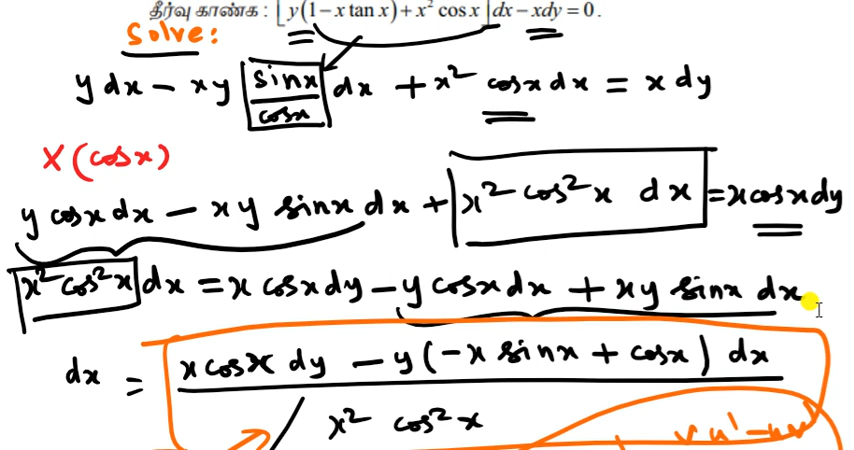 தீர்வு காண்க : [y(1−x tan x)+x² cos x]dx−xdy=0.
Solve:
y dx − xy sinx/cosx dx + x² cosx dx = x dy
X (cosx)
y cosx dx − xy sinx dx + x² cos²x dx = x cosx dy
x² cos²x dx = x cosx dy − y cosx dx + xy sinx dx
dx = x cosx dy − y(−x sinx + cosx) dx / x² cos²x